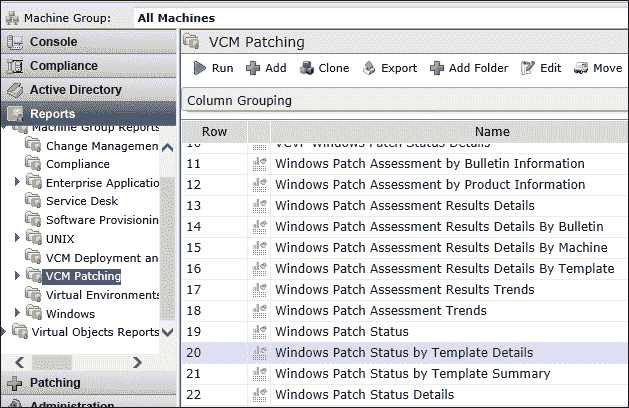 Machine Group: All Machines
Console
Compliance
Active Directory
Reports
Machine Group Reports
Change Managemen
Compliance
Enterprise Applicatio
Service Desk
Software Provisionin
UNIX
VCM Deployment an
VCM Patching
Virtual Environments
Windows
Virtual Objects Reports
Patching
Administration
VCM Patching
Run Add Clone Export Add Folder Edit Move
Column Grouping
Row Name
10 VCVP Windows Patch Status Details
11 Windows Patch Assessment by Bulletin Information
12 Windows Patch Assessment by Product Information
13 Windows Patch Assessment Results Details
14 Windows Patch Assessment Results Details By Bulletin
15 Windows Patch Assessment Results Details By Machine
16 Windows Patch Assessment Results Details By Template
17 Windows Patch Assessment Results Trends
18 Windows Patch Assessment Trends
19 Windows Patch Status
20 Windows Patch Status by Template Details
21 Windows Patch Status by Template Summary
22 Windows Patch Status Details